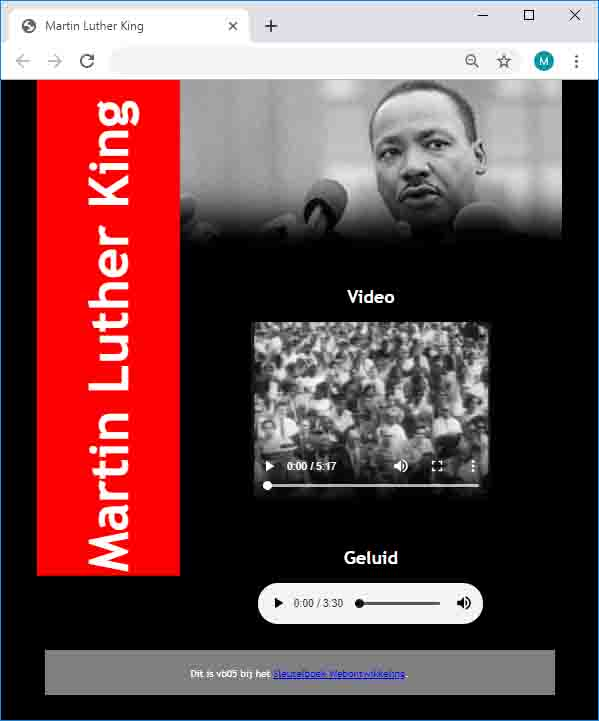 Martin Luther King
M
Martin Luther King
Video
0:00 / 5:17
Geluid
0:00 / 3:30
Dit is vb05 bij het Sleutelboek Webontwikkeling.